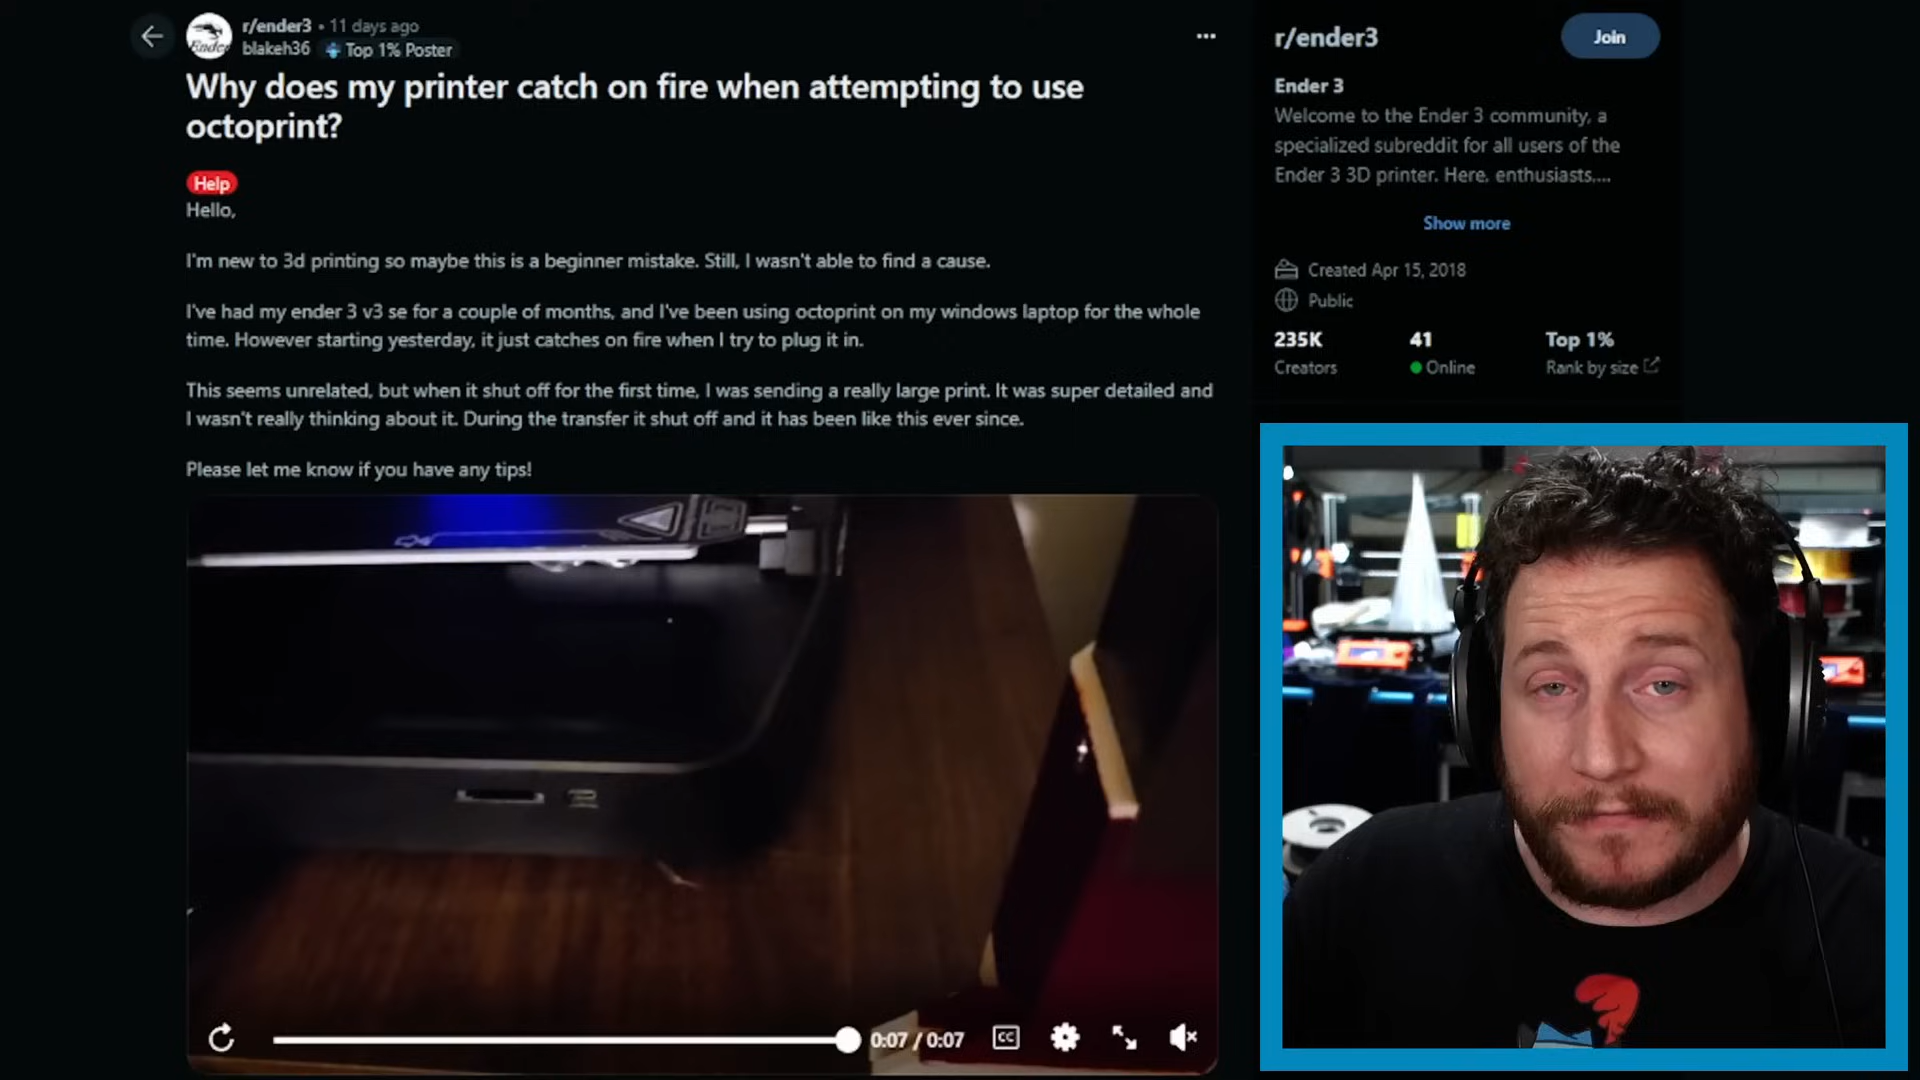 r/ender3 • 11 days ago
blakeh36 Top 1% Poster
Why does my printer catch on fire when attempting to use
octoprint?
Help
Hello,
I'm new to 3d printing so maybe this is a beginner mistake. Still, I wasn't able to find a cause.
I've had my ender 3 v3 se for a couple of months, and I've been using octoprint on my windows laptop for the whole
time. However starting yesterday, it just catches on fire when I try to plug it in.
This seems unrelated, but when it shut off for the first time, I was sending a really large print. It was super detailed and
I wasn't really thinking about it. During the transfer it shut off and it has been like this ever since.
Please let me know if you have any tips!
0:07 / 0:07
CC
r/ender3
Join
Ender 3
Welcome to the Ender 3 community, a
specialized subreddit for all users of the
Ender 3 3D printer. Here, enthusiasts....
Show more
Created Apr 15, 2018
Public
235K 41 Top 1%
Creators Online Rank by size